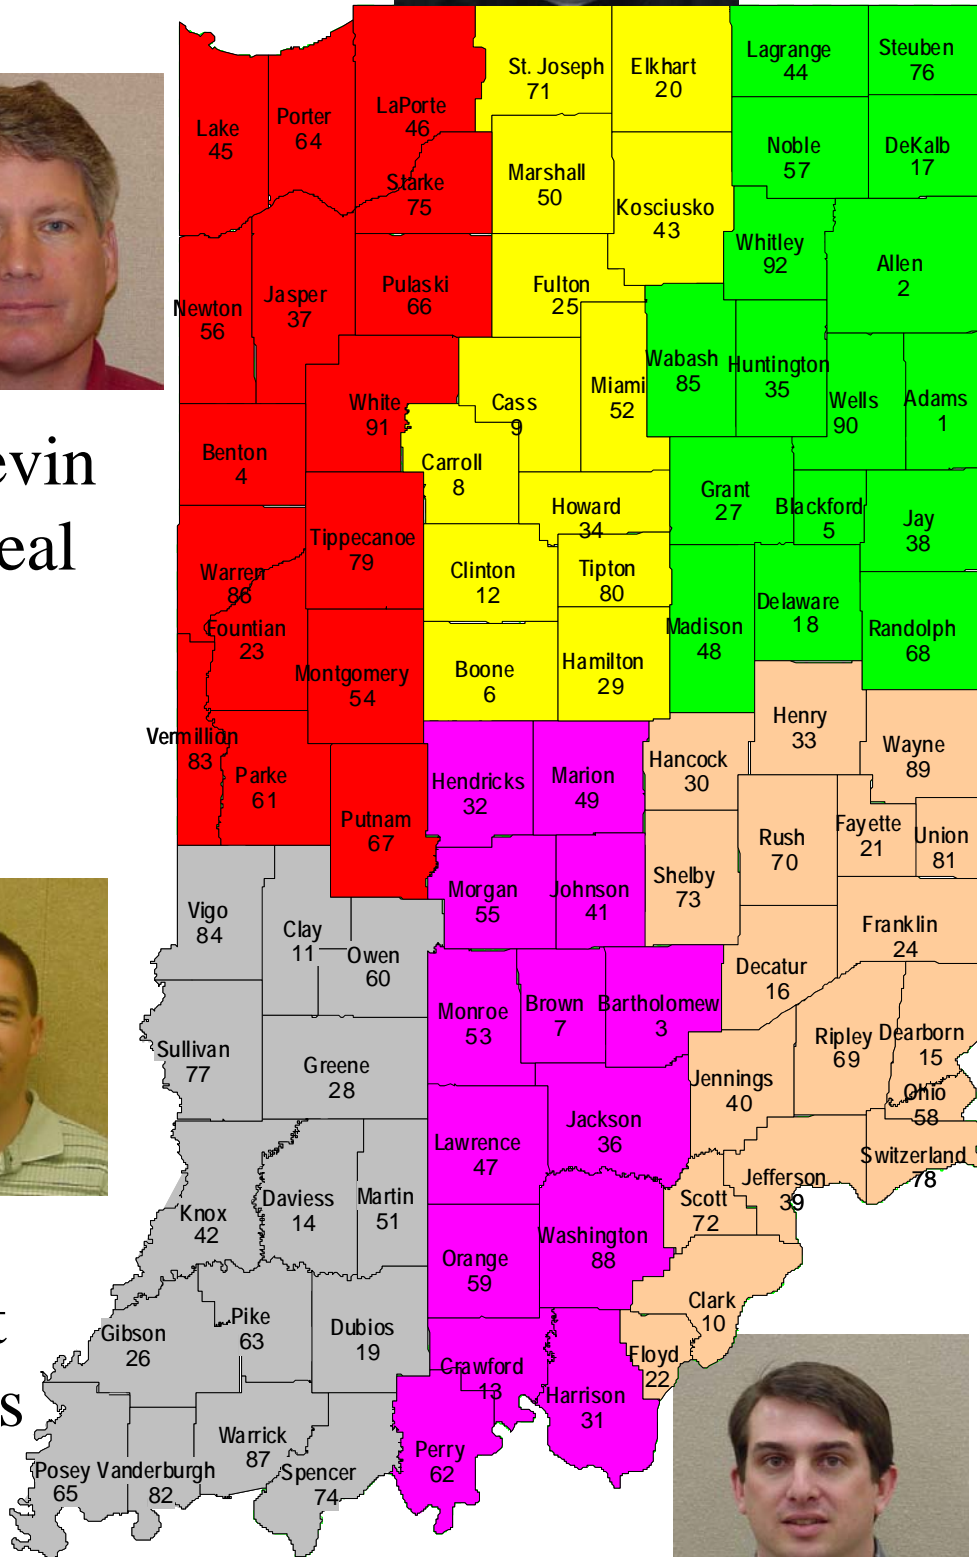 Lagrange
44
Steuben
76
St. Joseph
71
Elkhart
20
LaPorte
46
Lake
45
Porter
64
Noble
57
DeKalb
17
Starke
75
Marshall
50
Kosciusko
43
Whitley
92
Allen
2
Newton
56
Jasper
37
Pulaski
66
Fulton
25
Wabash
85
Huntington
35
Miami
52
Wells
90
Adams
1
White
91
Cass
9
Benton
4
Carroll
8
Grant
27
Blackford
5
Jay
38
Howard
34
evin
eal
Tippecanoe
79
Warren
86
Clinton
12
Tipton
80
Delaware
18
Madison
48
Randolph
68
Fountian
23
Montgomery
54
Boone
6
Hamilton
29
Henry
33
Wayne
89
Vermillion
83
Parke
61
Hendricks
32
Marion
49
Hancock
30
Putnam
67
Rush
70
Fayette
21
Union
81
Morgan
55
Johnson
41
Shelby
73
Vigo
84
Clay
11
Owen
60
Franklin
24
Decatur
16
Monroe
53
Brown
7
Bartholomew
3
Ripley
69
Dearborn
15
Sullivan
77
Greene
28
Jennings
40
Ohio
58
Jackson
36
Lawrence
47
Switzerland
78
Jefferson
39
Knox
42
Daviess
14
Martin
51
Scott
72
Washington
88
Orange
59
Clark
10
Gibson
26
Pike
63
Dubios
19
t
s
Floyd
22
Crawford
13
Harrison
31
Perry
62
Warrick
87
Posey
65
Vanderburgh
82
Spencer
74